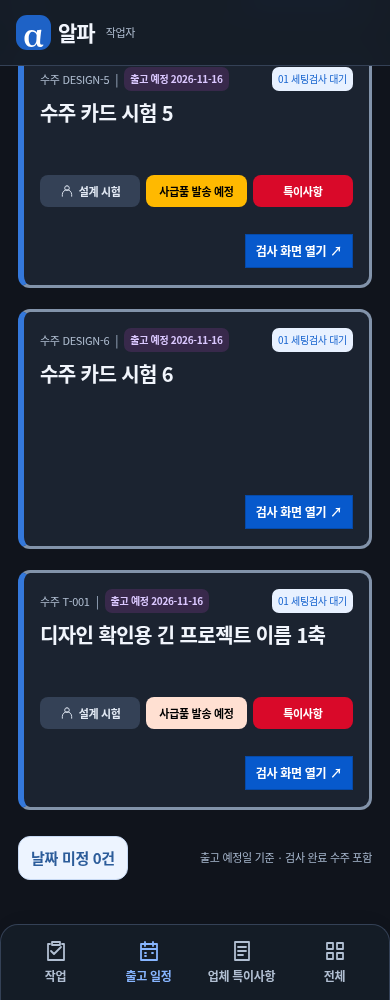 α 알파 작업자
수주 DESIGN-5 | 출고 예정 2026-11-16 01 세팅검사 대기
수주 카드 시험 5
설계 시험 사급품 발송 예정 특이사항
검사 화면 열기 ↗
수주 DESIGN-6 | 출고 예정 2026-11-16 01 세팅검사 대기
수주 카드 시험 6
검사 화면 열기 ↗
수주 T-001 | 출고 예정 2026-11-16 01 세팅검사 대기
디자인 확인용 긴 프로젝트 이름 1축
설계 시험 사급품 발송 예정 특이사항
검사 화면 열기 ↗
날짜 미정 0건 출고 예정일 기준 · 검사 완료 수주 포함
작업 출고 일정 업체 특이사항 전체